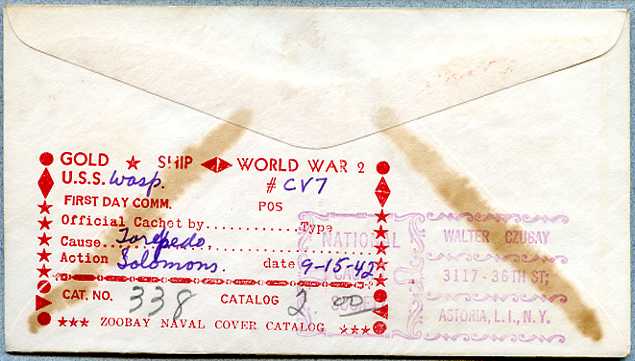 GOLD ★ SHIP WORLD WAR 2
U.S.S. Wasp. # CV7
FIRST DAY COMM. POS
Official Cachet by............Type
Cause...Torepedo,
Action Solomons. date 9-15-42
CAT. NO. 338 CATALOG 2 00
★★★ ZOOBAY NAVAL COVER CATALOG ★★★
NATIONAL
WALTER CZUBAY
3117 - 36TH ST;
ASTORIA, L.I., N.Y.